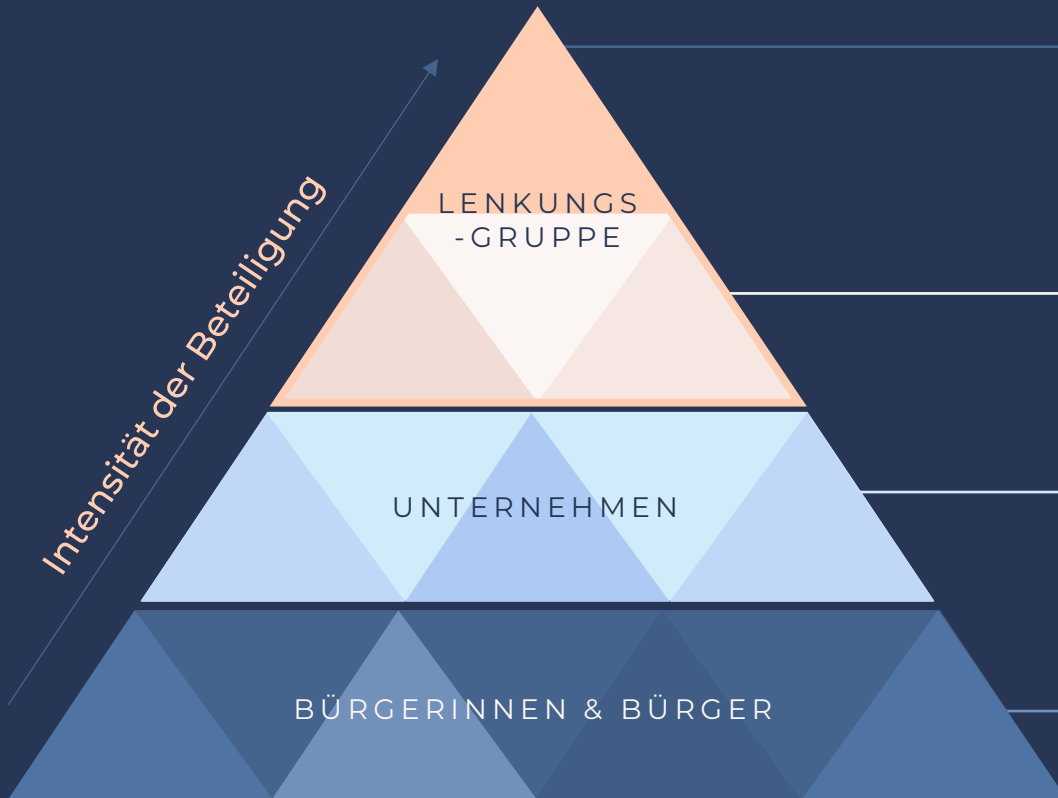 Intensität der Beteiligung
LENKUNGS
-GRUPPE
UNTERNEHMEN
BÜRGERINNEN & BÜRGER